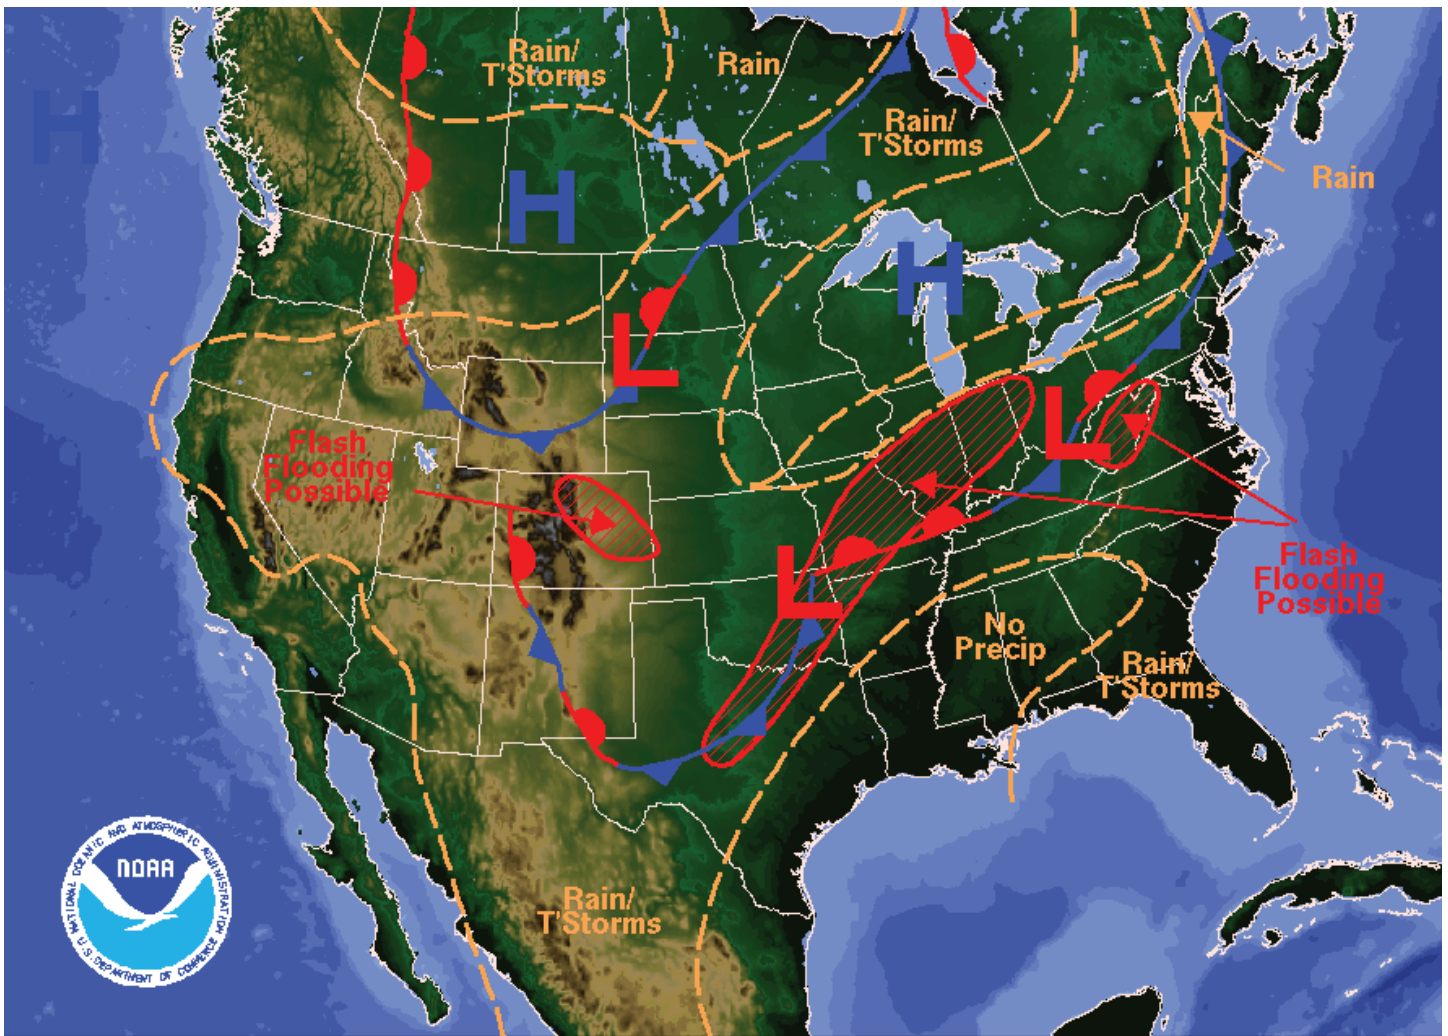 Rain/
T'Storms
Rain
H
Rain/
T'Storms
Rain
H
H
L
Flash
Flooding
Possible
L
L
Flash
Flooding
Possible
No
Precip
Rain/
T'Storms
Rain/
T'Storms
NATIONAL OCEANIC AND ATMOSPHERIC ADMINISTRATION
NOAA
U.S. DEPARTMENT OF COMMERCE